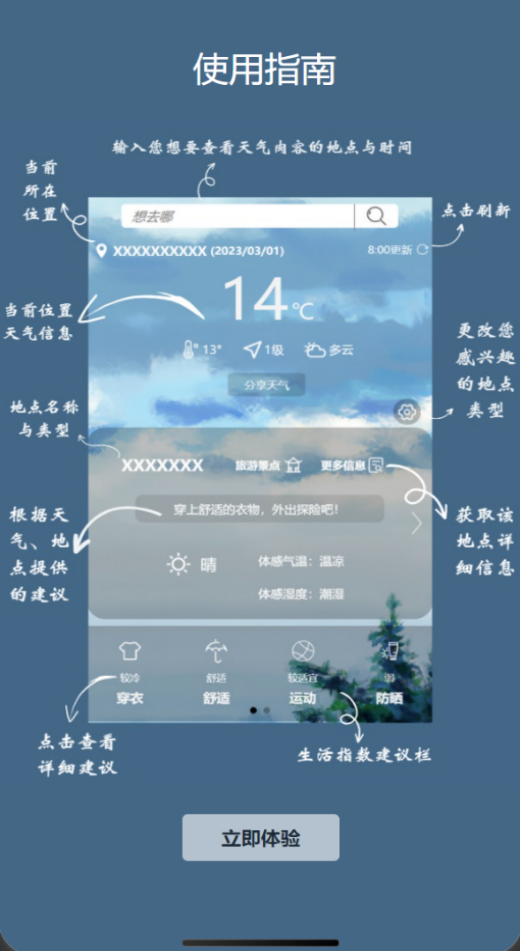 使用指南
输入您想要查看天气内容的地点与时间
当前
所在
位置
想去哪
点击刷新
XXXXXXXXXX (2023/03/01)
8:00更新
14℃
当前位置
天气信息
13°
1级
多云
更改您
感兴趣
的地点
类型
分享天气
地点名称
与类型
XXXXXXX
旅游景点
更多信息
根据天
气、地
点提供
的建议
穿上舒适的衣物，外出探险吧！
获取该
地点详
细信息
晴
体感气温：温凉
体感湿度：潮湿
较冷
舒适
较适宜
弱
穿衣
舒适
运动
防晒
点击查看
详细建议
生活指数建议栏
立即体验